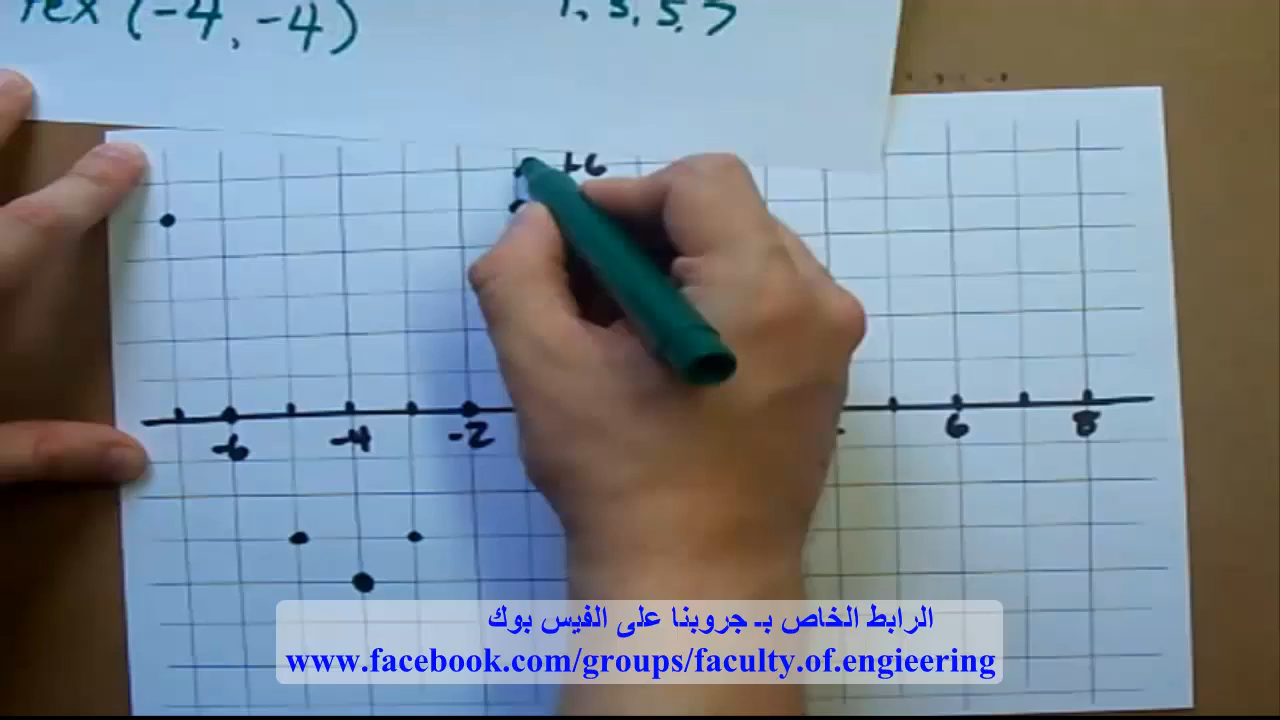 (-4, -4)
1, 3, 5, 7
6
-6
-4
-2
6
8
الرابط الخاص بـ جروبنا على الفيس بوك
www.facebook.com/groups/faculty.of.engieering